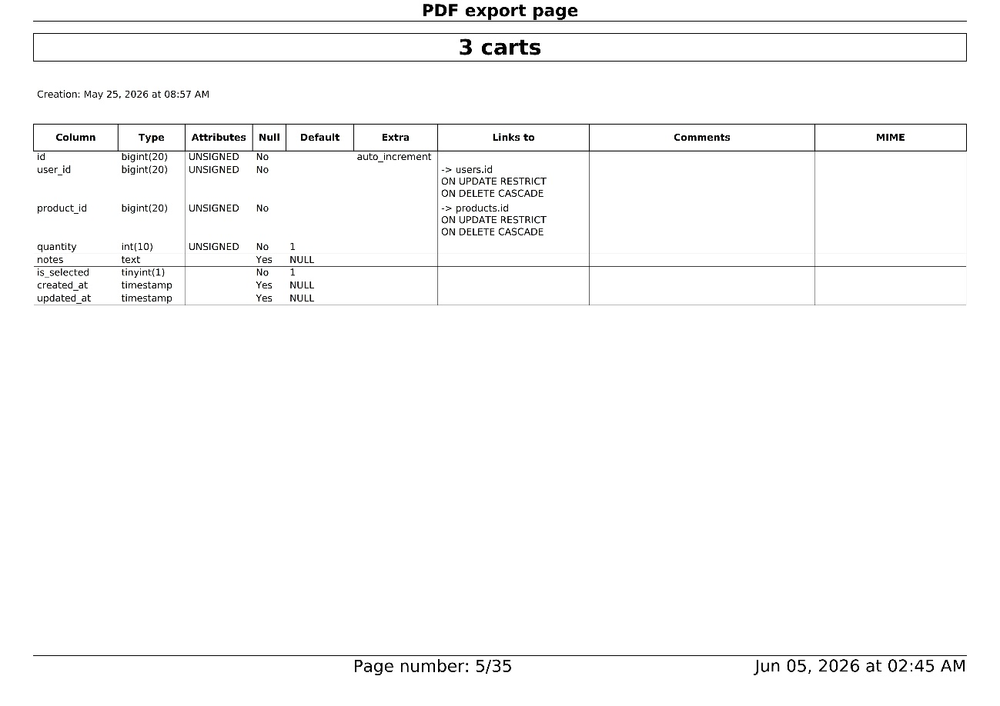 PDF export page
3 carts
Creation: May 25, 2026 at 08:57 AM
Column Type Attributes Null Default Extra Links to Comments MIME
id bigint(20) UNSIGNED No auto_increment
user_id bigint(20) UNSIGNED No -> users.id
ON UPDATE RESTRICT
ON DELETE CASCADE
product_id bigint(20) UNSIGNED No -> products.id
ON UPDATE RESTRICT
ON DELETE CASCADE
quantity int(10) UNSIGNED No 1
notes text Yes NULL
is_selected tinyint(1) No 1
created_at timestamp Yes NULL
updated_at timestamp Yes NULL
Page number: 5/35 Jun 05, 2026 at 02:45 AM